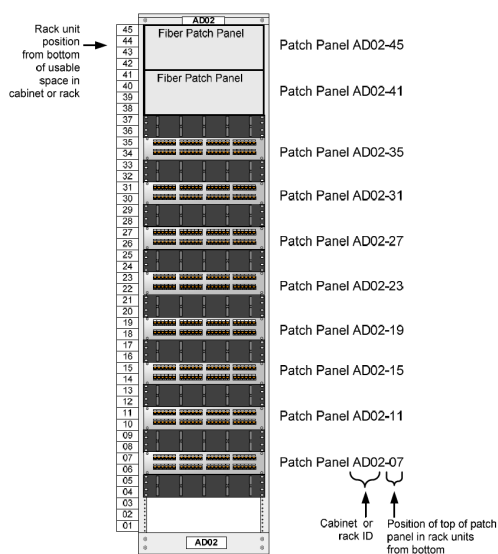 AD02
Rack unit
position
from bottom
of usable
space in
cabinet or rack
45
44
43
42
41
40
39
38
37
36
35
34
33
32
31
30
29
28
27
26
25
24
23
22
21
20
19
18
17
16
15
14
13
12
11
10
09
08
07
06
05
04
03
02
01
Fiber Patch Panel
Fiber Patch Panel
Patch Panel AD02-45
Patch Panel AD02-41
Patch Panel AD02-35
Patch Panel AD02-31
Patch Panel AD02-27
Patch Panel AD02-23
Patch Panel AD02-19
Patch Panel AD02-15
Patch Panel AD02-11
Patch Panel AD02-07
Cabinet or
rack ID
Position of top of patch
panel in rack units
from bottom
AD02